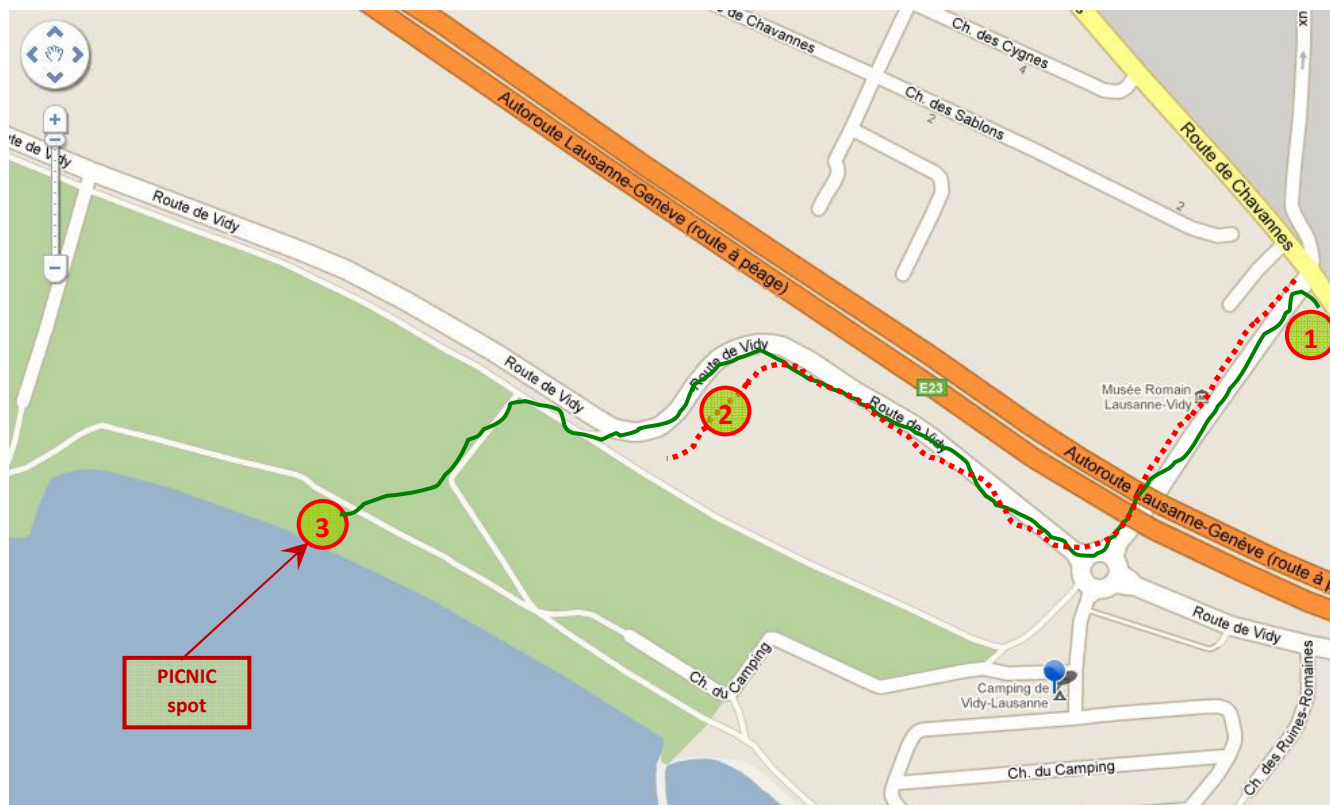 de Chavannes
Ch. des Cygnes
4
ux
Ch. des Sablons
2
Autoroute Lausanne-Genève (route à péage)
Route de Chavannes
2
+
−
−
te de Vidy
Route de Vidy
1
Route de Vidy
Route de Vidy
E23
Musée Romain
Lausanne-Vidy
2
Route de Vidy
Autoroute Lausanne-Genève (route à p
3
Route de Vidy
PICNIC
spot
Ch. du Camping
Camping de
Vidy-Lausanne
Ch. des Ruines-Romaines
Ch. du Camping